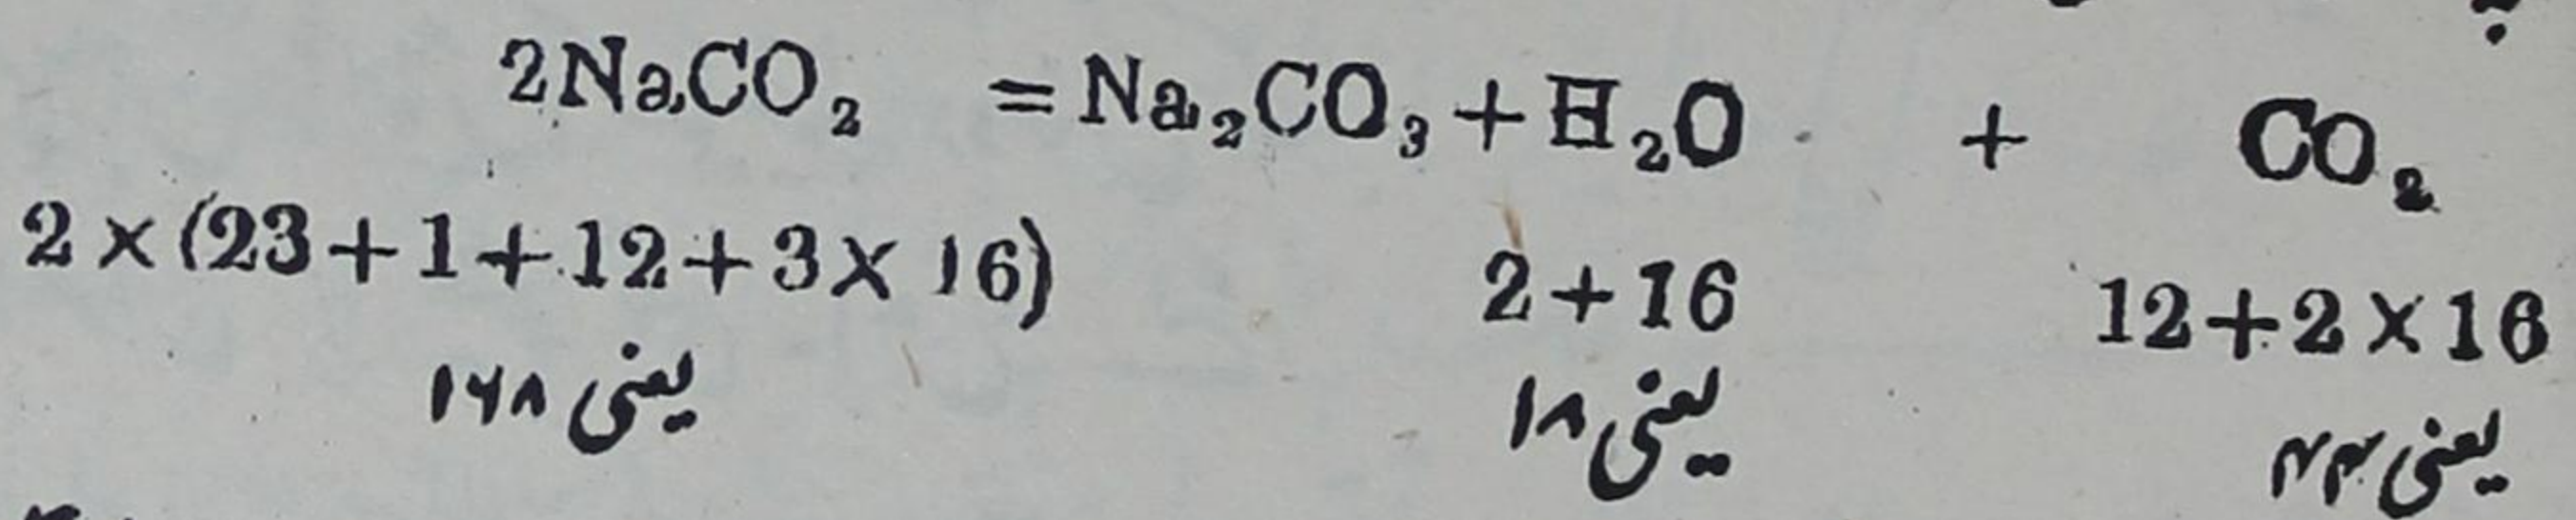 2NaCO₂ = Na₂CO₃ + H₂O + CO₂
2 × (23 + 1 + 12 + 3 × 16) 2 + 16 12 + 2 × 16
یعنی ۱۶۸ یعنی ۱۸ یعنی ۴۴